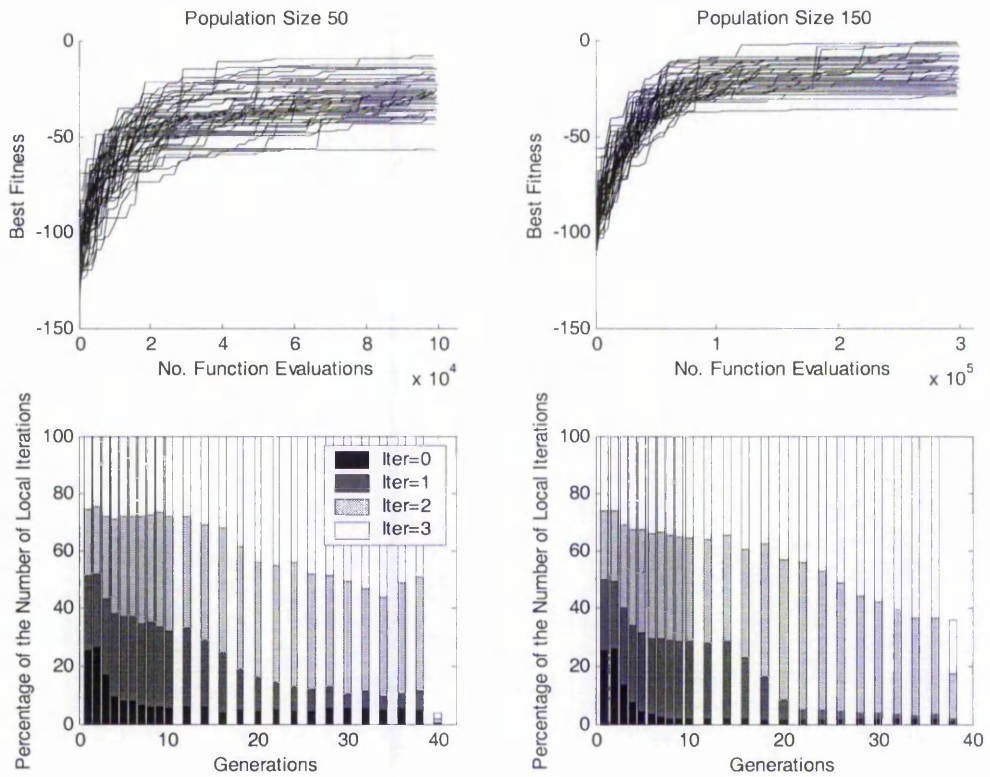 Population Size 50
0
-50
-100
-150
Best Fitness
0 2 4 6 8 10
No. Function Evaluations
x 10^4
Population Size 150
0
-50
-100
-150
Best Fitness
0 1 2 3
No. Function Evaluations
x 10^5
100
80
60
40
20
0
Percentage of the Number of Local Iterations
Iter=0
Iter=1
Iter=2
Iter=3
0 10 20 30 40
Generations
100
80
60
40
20
0
Percentage of the Number of Local Iterations
0 10 20 30 40
Generations